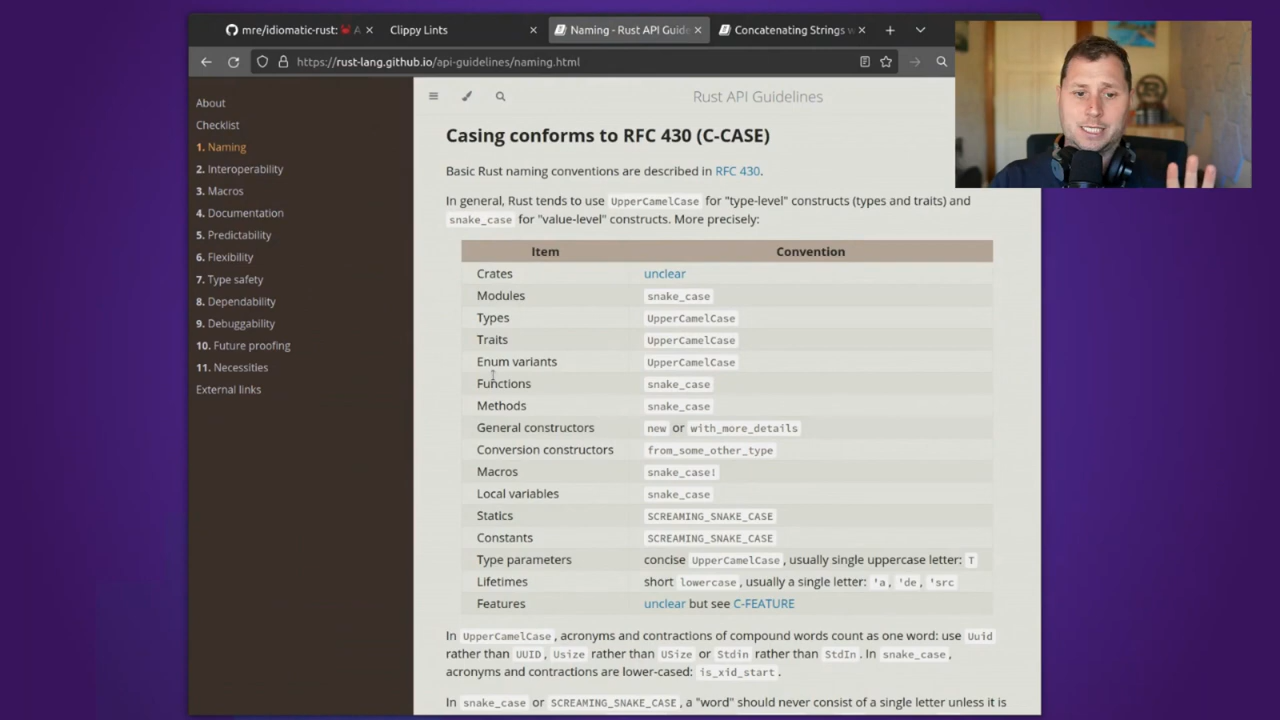 mre/idiomatic-rust: A
Clippy Lints
Naming - Rust API Guide
Concatenating Strings w
https://rust-lang.github.io/api-guidelines/naming.html
About
Checklist
1. Naming
2. Interoperability
3. Macros
4. Documentation
5. Predictability
6. Flexibility
7. Type safety
8. Dependability
9. Debuggability
10. Future proofing
11. Necessities
External links
Rust API Guidelines
Casing conforms to RFC 430 (C-CASE)
Basic Rust naming conventions are described in RFC 430.
In general, Rust tends to use UpperCamelCase for "type-level" constructs (types and traits) and
snake_case for "value-level" constructs. More precisely:
Item Convention
Crates unclear
Modules snake_case
Types UpperCamelCase
Traits UpperCamelCase
Enum variants UpperCamelCase
Functions snake_case
Methods snake_case
General constructors new or with_more_details
Conversion constructors from_some_other_type
Macros snake_case!
Local variables snake_case
Statics SCREAMING_SNAKE_CASE
Constants SCREAMING_SNAKE_CASE
Type parameters concise UpperCamelCase, usually single uppercase letter: T
Lifetimes short lowercase, usually a single letter: 'a, 'de, 'src
Features unclear but see C-FEATURE
In UpperCamelCase, acronyms and contractions of compound words count as one word: use Uuid
rather than UUID, Usize rather than USize or Stdin rather than StdIn. In snake_case,
acronyms and contractions are lower-cased: is_xid_start.
In snake_case or SCREAMING_SNAKE_CASE, a "word" should never consist of a single letter unless it is